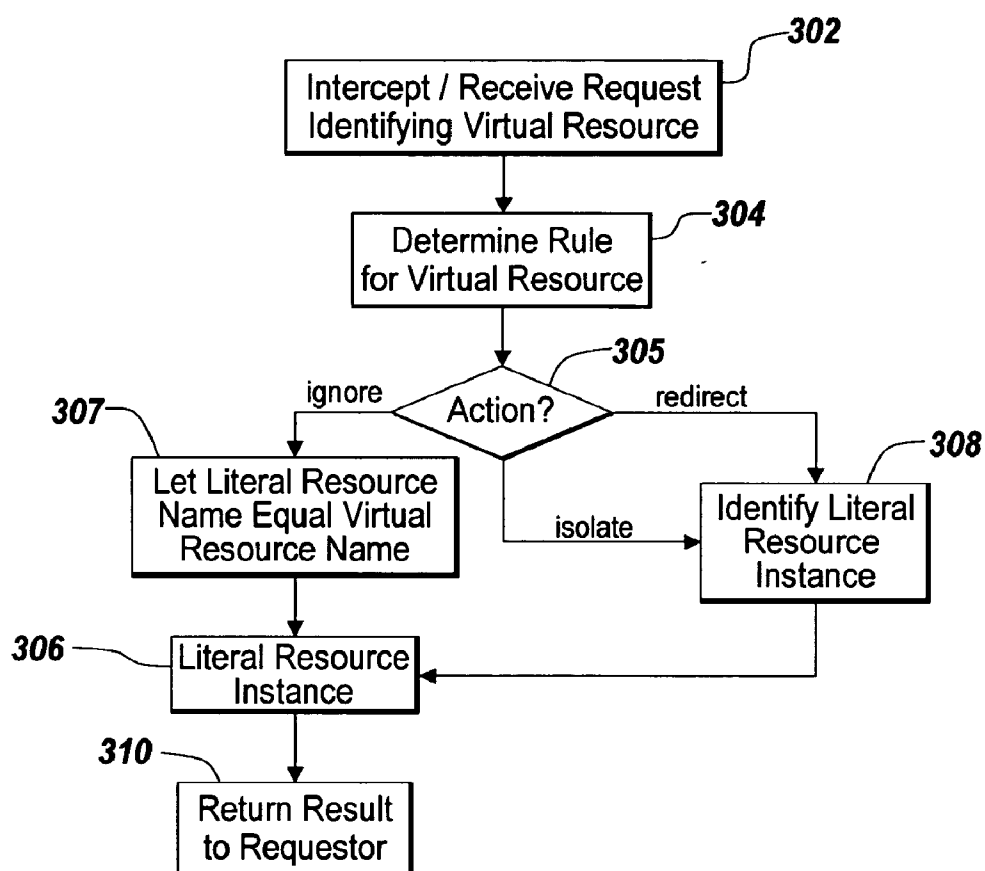 302
Intercept / Receive Request
Identifying Virtual Resource
304
Determine Rule
for Virtual Resource
305
ignore
Action?
redirect
307
308
Let Literal Resource
Name Equal Virtual
Resource Name
isolate
Identify Literal
Resource
Instance
306
Literal Resource
Instance
310
Return Result
to Requestor